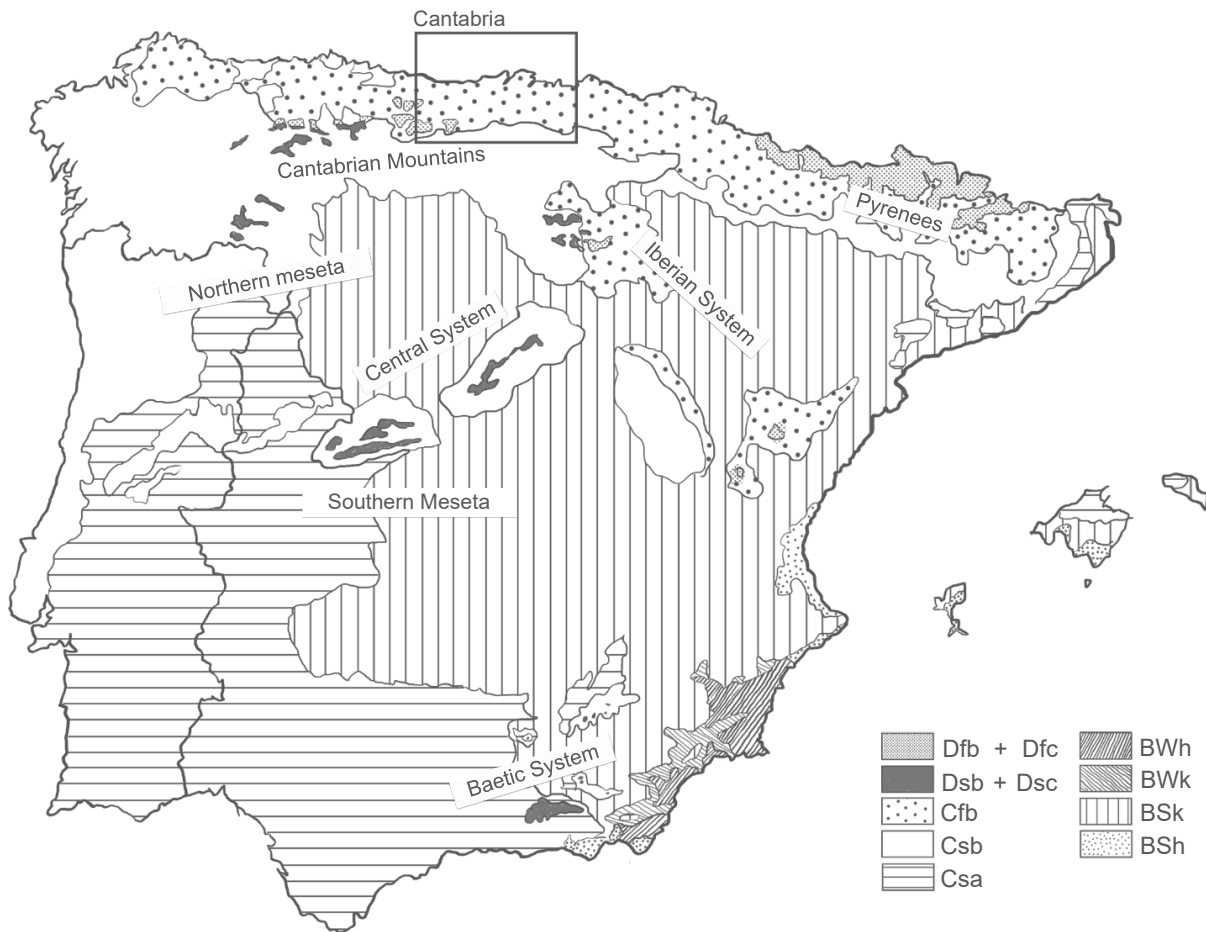 Cantabria
Cantabrian Mountains
Pyrenees
Northern meseta
Iberian System
Central System
Southern Meseta
Baetic System
Dfb + Dfc
Dsb + Dsc
Cfb
Csb
Csa
BWh
BWk
BSk
BSh